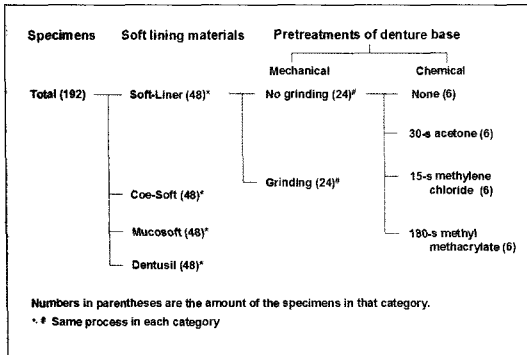 Specimens Soft lining materials Pretreatments of denture base
Mechanical Chemical
Total (192) Soft-Liner (48)* No grinding (24)# None (6)
30-s acetone (6)
Grinding (24)# 15-s methylene
chloride (6)
Coe-Soft (48)*
Mucosoft (48)* 180-s methyl
methacrylate (6)
Dentusil (48)*
Numbers in parentheses are the amount of the specimens in that category.
*, # Same process in each category